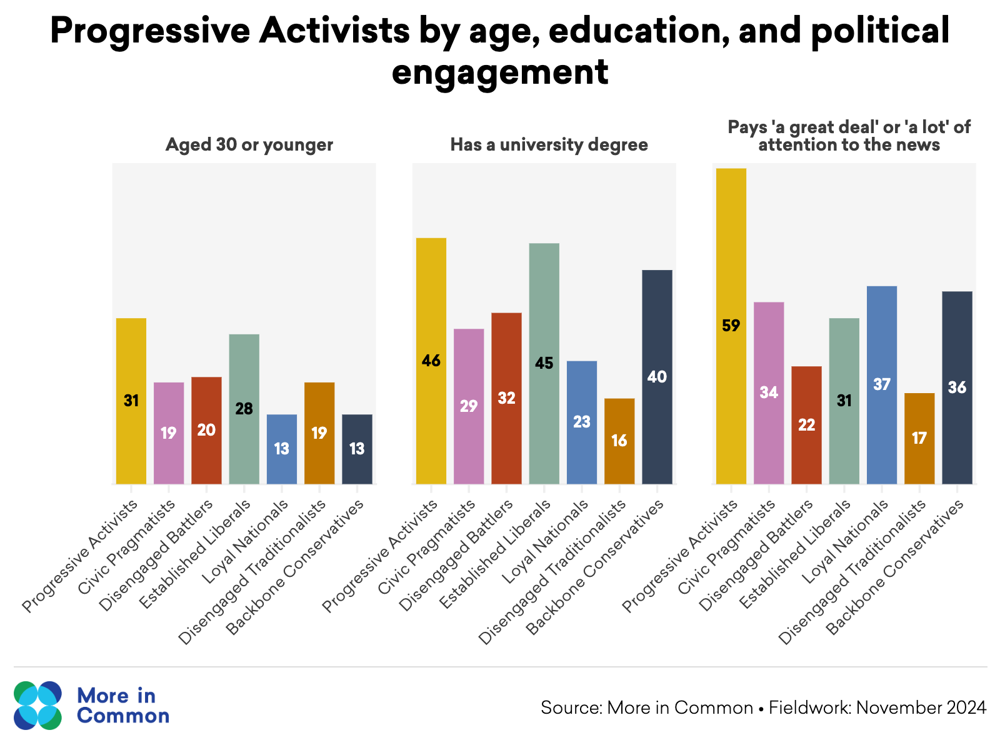 Progressive Activists by age, education, and political
engagement
Aged 30 or younger
31
19
20
28
13
19
13
Progressive Activists
Civic Pragmatists
Disengaged Battlers
Established Liberals
Loyal Nationals
Disengaged Traditionalists
Backbone Conservatives
Has a university degree
46
29
32
45
23
16
40
Progressive Activists
Civic Pragmatists
Disengaged Battlers
Established Liberals
Loyal Nationals
Disengaged Traditionalists
Backbone Conservatives
Pays 'a great deal' or 'a lot' of
attention to the news
59
34
22
31
37
17
36
Progressive Activists
Civic Pragmatists
Disengaged Battlers
Established Liberals
Loyal Nationals
Disengaged Traditionalists
Backbone Conservatives
More in
Common
Source: More in Common • Fieldwork: November 2024